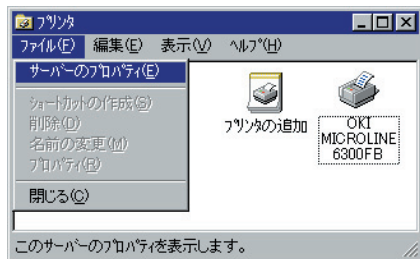 プリンタ
ファイル(F) 編集(E) 表示(V) ヘルプ(H)
サーバーのプロパティ(E)
ショートカットの作成(S)
削除(D)
名前の変更(M)
プロパティ(R)
閉じる(C)
プリンタの追加
OKI
MICROLINE
6300FB
このサーバーのプロパティを表示します。